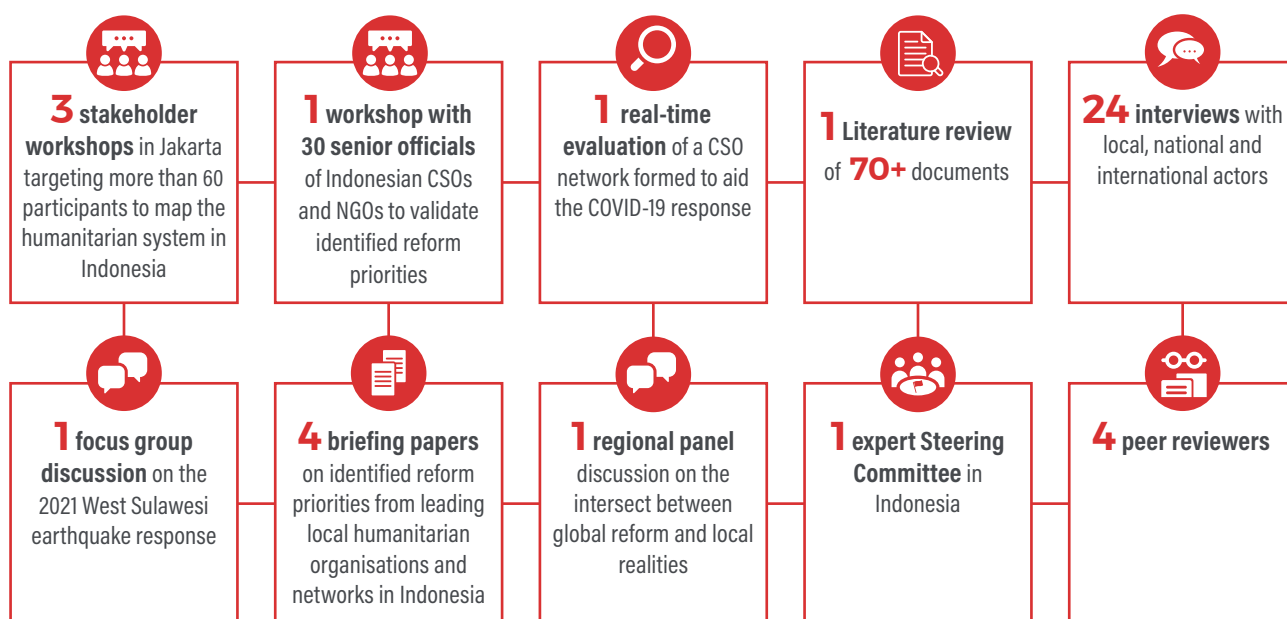 3 stakeholder
workshops in Jakarta
targeting more than 60
participants to map the
humanitarian system in
Indonesia
1 workshop with
30 senior officials
of Indonesian CSOs
and NGOs to validate
identified reform
priorities
1 real-time
evaluation of a CSO
network formed to aid
the COVID-19 response
1 Literature review
of 70+ documents
24 interviews with
local, national and
international actors
1 focus group
discussion on the
2021 West Sulawesi
earthquake response
4 briefing papers
on identified reform
priorities from leading
local humanitarian
organisations and
networks in Indonesia
1 regional panel
discussion on the
intersect between
global reform and local
realities
1 expert Steering
Committee in
Indonesia
4 peer reviewers